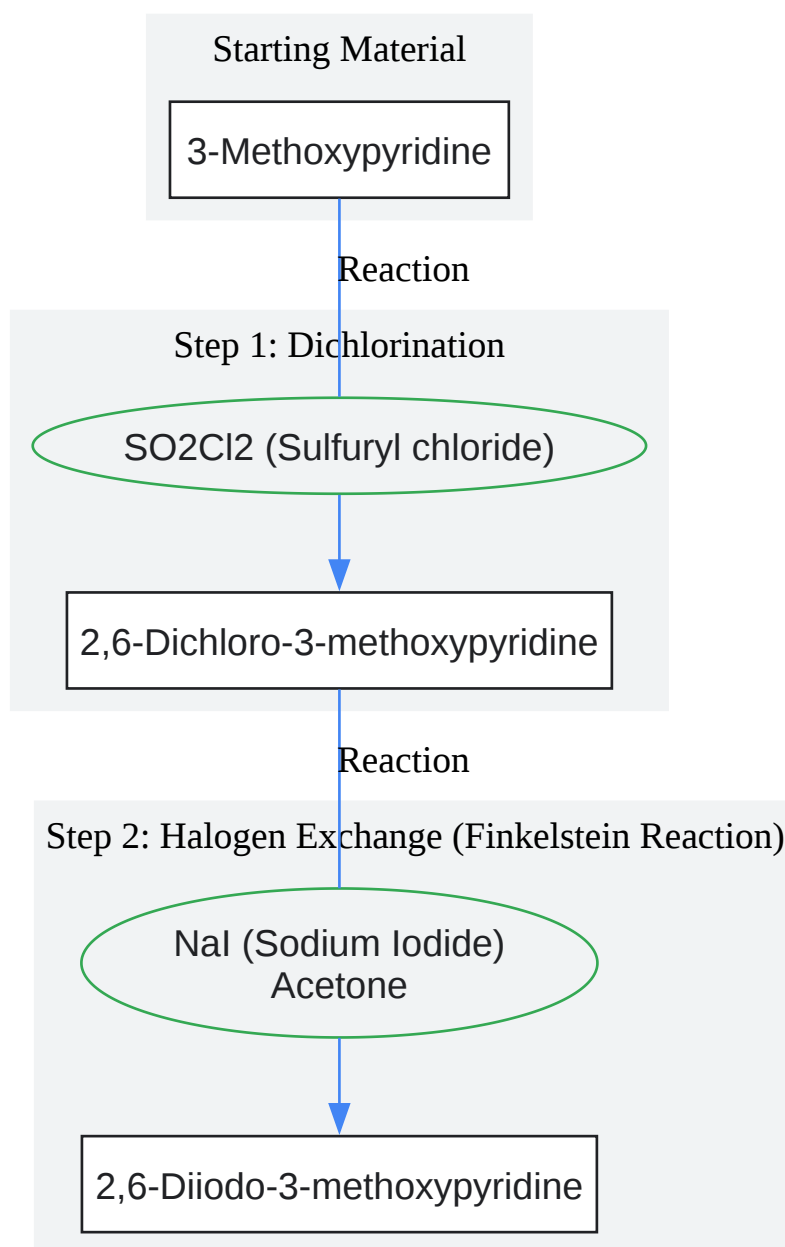 Starting Material
3-Methoxypyridine
Reaction
Step 1: Dichlorination
SO2Cl2 (Sulfuryl chloride)
2,6-Dichloro-3-methoxypyridine
Reaction
Step 2: Halogen Exchange (Finkelstein Reaction)
NaI (Sodium Iodide)
Acetone
2,6-Diiodo-3-methoxypyridine